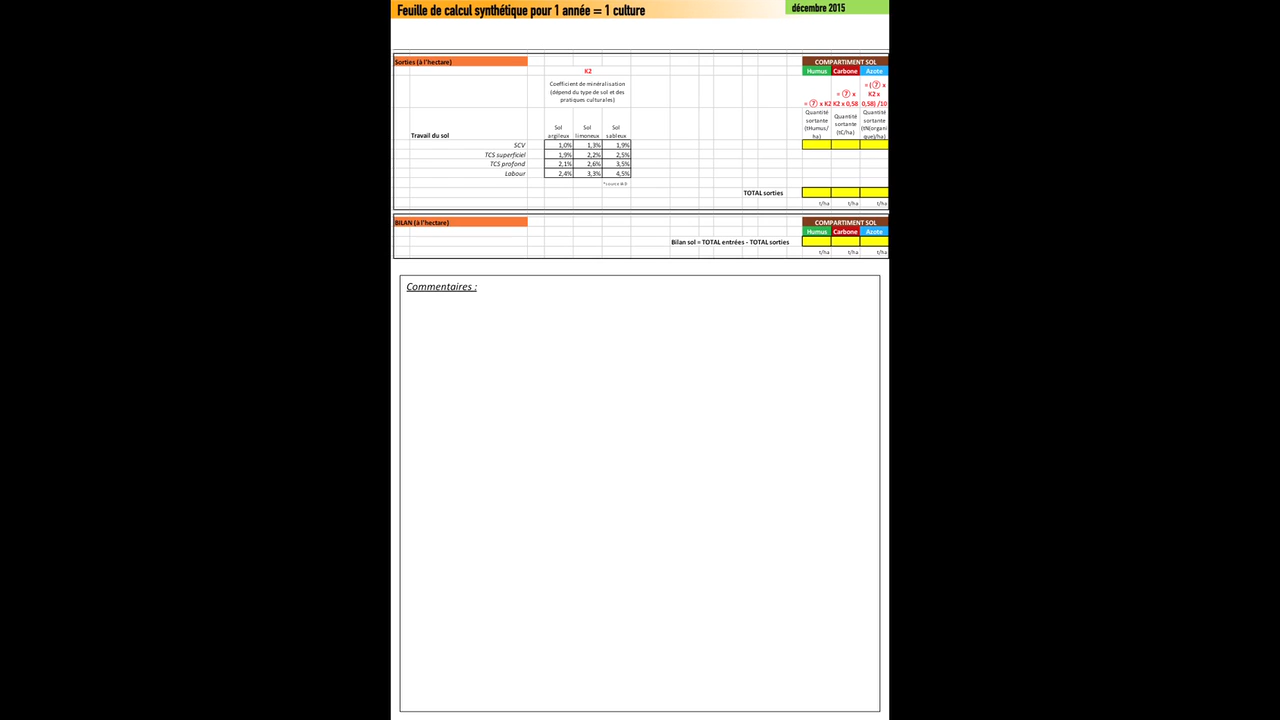 Feuille de calcul synthétique pour 1 année = 1 culture
décembre 2015
Sorties (à l'hectare)
COMPARTIMENT SOL
K2
Humus Carbone Azote
Coefficient de minéralisation
(dépend du type de sol et des
pratiques culturales)
= 7 x K2
= 7 x
K2 x 0,58
= ( 7 x
K2 x
0,58) /10
Travail du sol
Sol
argileux
Sol
limoneux
Sol
sableux
Quantité
sortante
(tHumus/
ha)
Quantité
sortante
(tC/ha)
Quantité
sortante
(tN(organi
que)/ha)
SCV 1,0% 1,3% 1,9%
TCS superficiel 1,9% 2,2% 2,5%
TCS profond 2,1% 2,6% 3,5%
Labour 2,4% 3,3% 4,5%
TOTAL sorties
t/ha t/ha t/ha
BILAN (à l'hectare)
COMPARTIMENT SOL
Humus Carbone Azote
Bilan sol = TOTAL entrées - TOTAL sorties
t/ha t/ha t/ha
Commentaires :